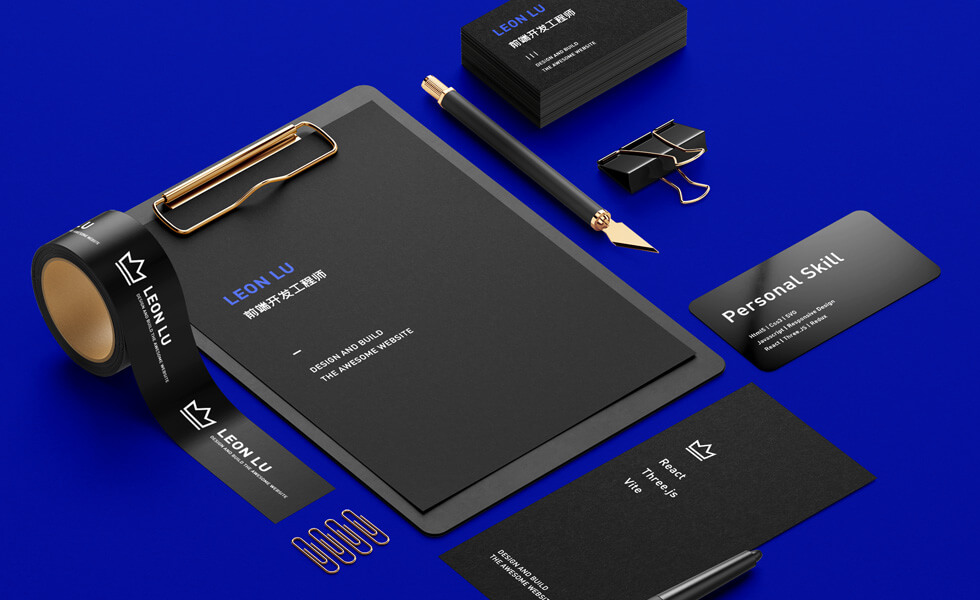 LEON LU
前端开发工程师
DESIGN AND BUILD
THE AWESOME WEBSITE
LEON LU
前端开发工程师
DESIGN AND BUILD
THE AWESOME WEBSITE
LU
LEON LU
DESIGN AND BUILD THE AWESOME WEBSITE
LEON LU
DESIGN AND BUILD THE AWESOME WEBSITE
Personal Skill
Html5 | Css3 | SVG
Javascript | Responsive Design
React | Three.JS | Redux
React
Three.js
Vite
DESIGN AND BUILD
THE AWESOME WEBSITE